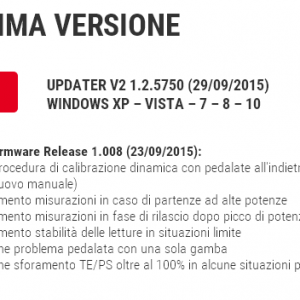 IMA VERSIONE
UPDATER V2 1.2.5750 (29/09/2015)
WINDOWS XP – VISTA – 7 – 8 – 10
rmware Release 1.008 (23/09/2015):
rocedura di calibrazione dinamica con pedalate all'indiet
uovo manuale)
mento misurazioni in caso di partenze ad alte potenze
mento misurazioni in fase di rilascio dopo picco di poten
mento stabilità delle letture in situazioni limite
ne problema pedalata con una sola gamba
ne sforamento TE/PS oltre al 100% in alcune situazioni p